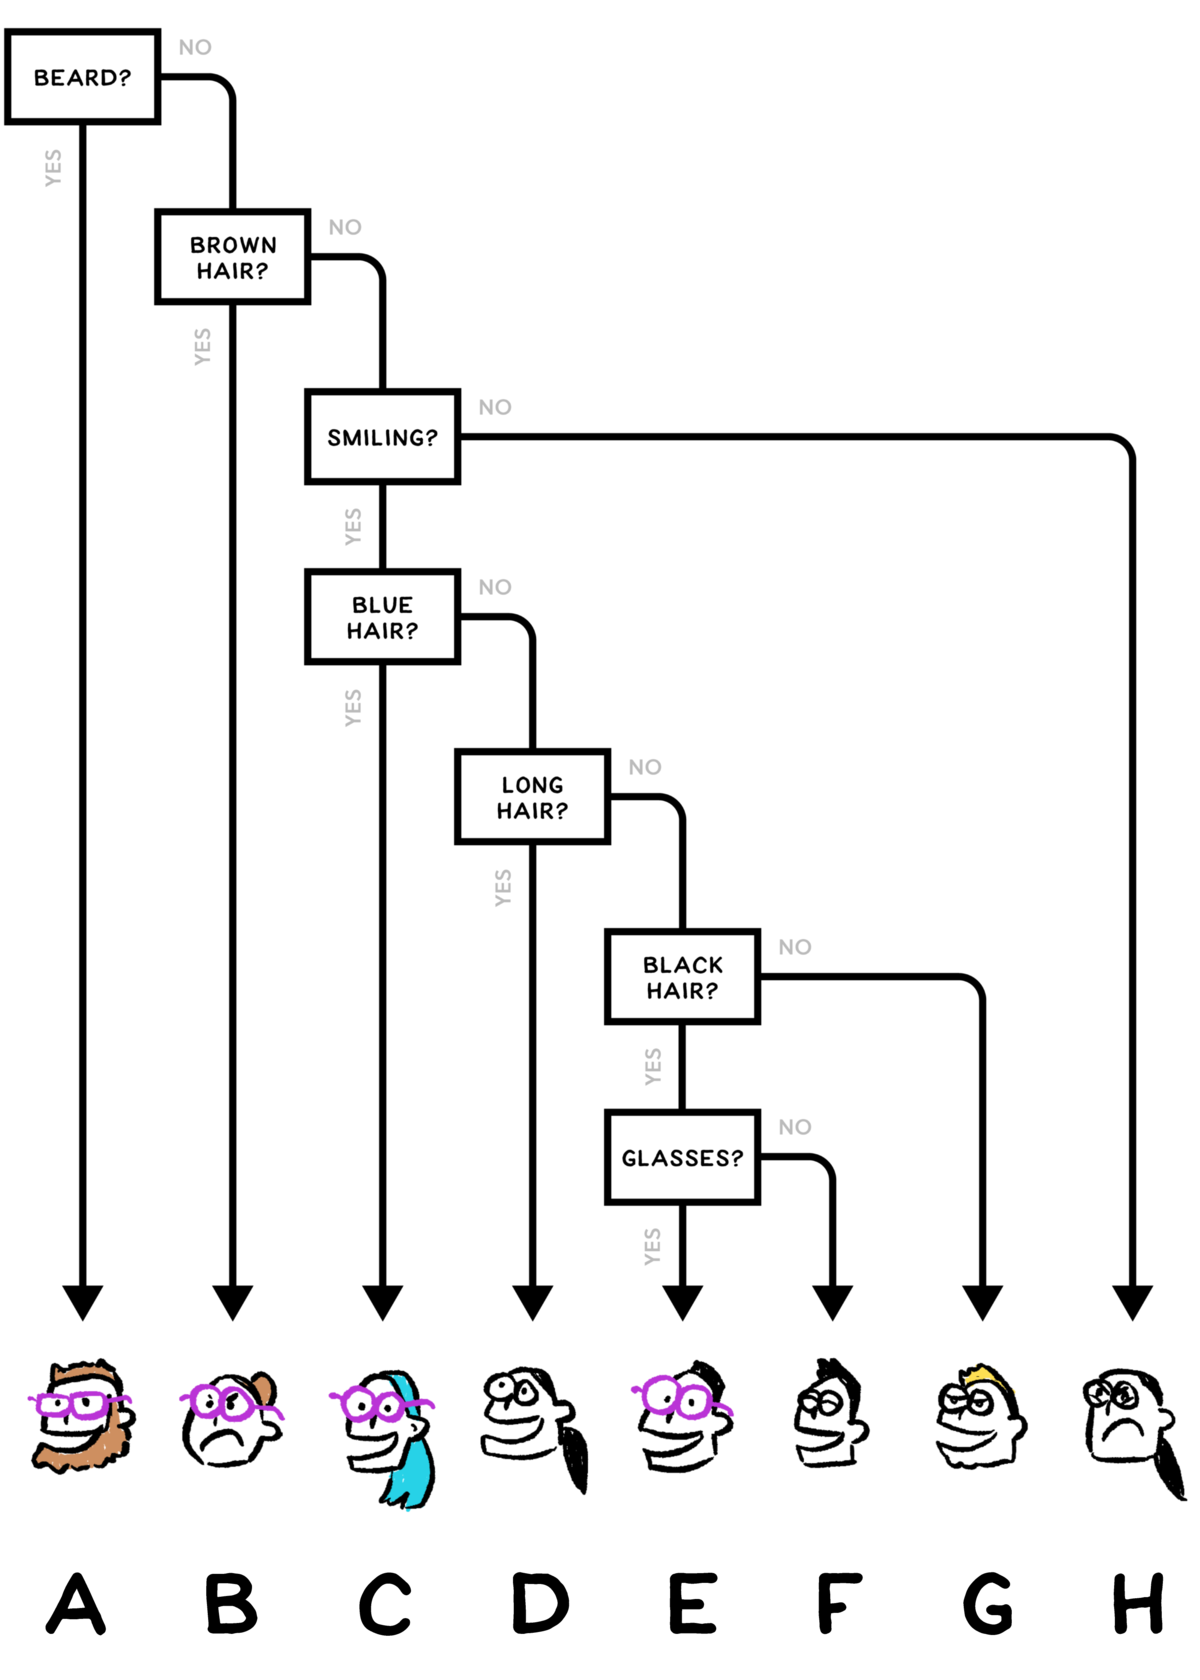 BEARD?
NO
YES
BROWN
HAIR?
NO
YES
SMILING?
NO
YES
BLUE
HAIR?
NO
YES
LONG
HAIR?
NO
YES
BLACK
HAIR?
NO
YES
GLASSES?
NO
YES
A B C D E F G H